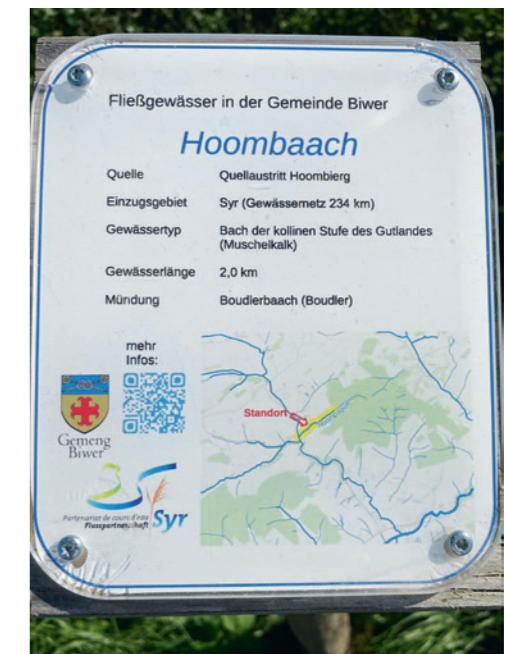 Fließgewässer in der Gemeinde Biwer
Hoombaach
Quelle Quellaustritt Hoombierg
Einzugsgebiet Syr (Gewässernetz 234 km)
Gewässertyp Bach der kollinen Stufe des Gutlandes
(Muschelkalk)
Gewässerlänge 2,0 km
Mündung Boudlerbaach (Boudler)
mehr
Infos:
Standort
Gemeng
Biwer
Partenariat de cours d'eau
Flusspartnerschaft Syr